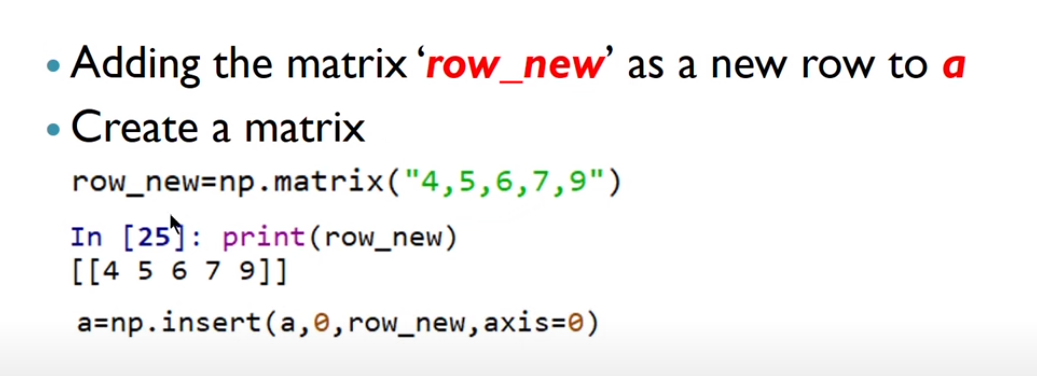 • Adding the matrix ‘row_new’ as a new row to a
• Create a matrix
row_new=np.matrix("4,5,6,7,9")
In [25]: print(row_new)
[[4 5 6 7 9]]
a=np.insert(a,0,row_new,axis=0)